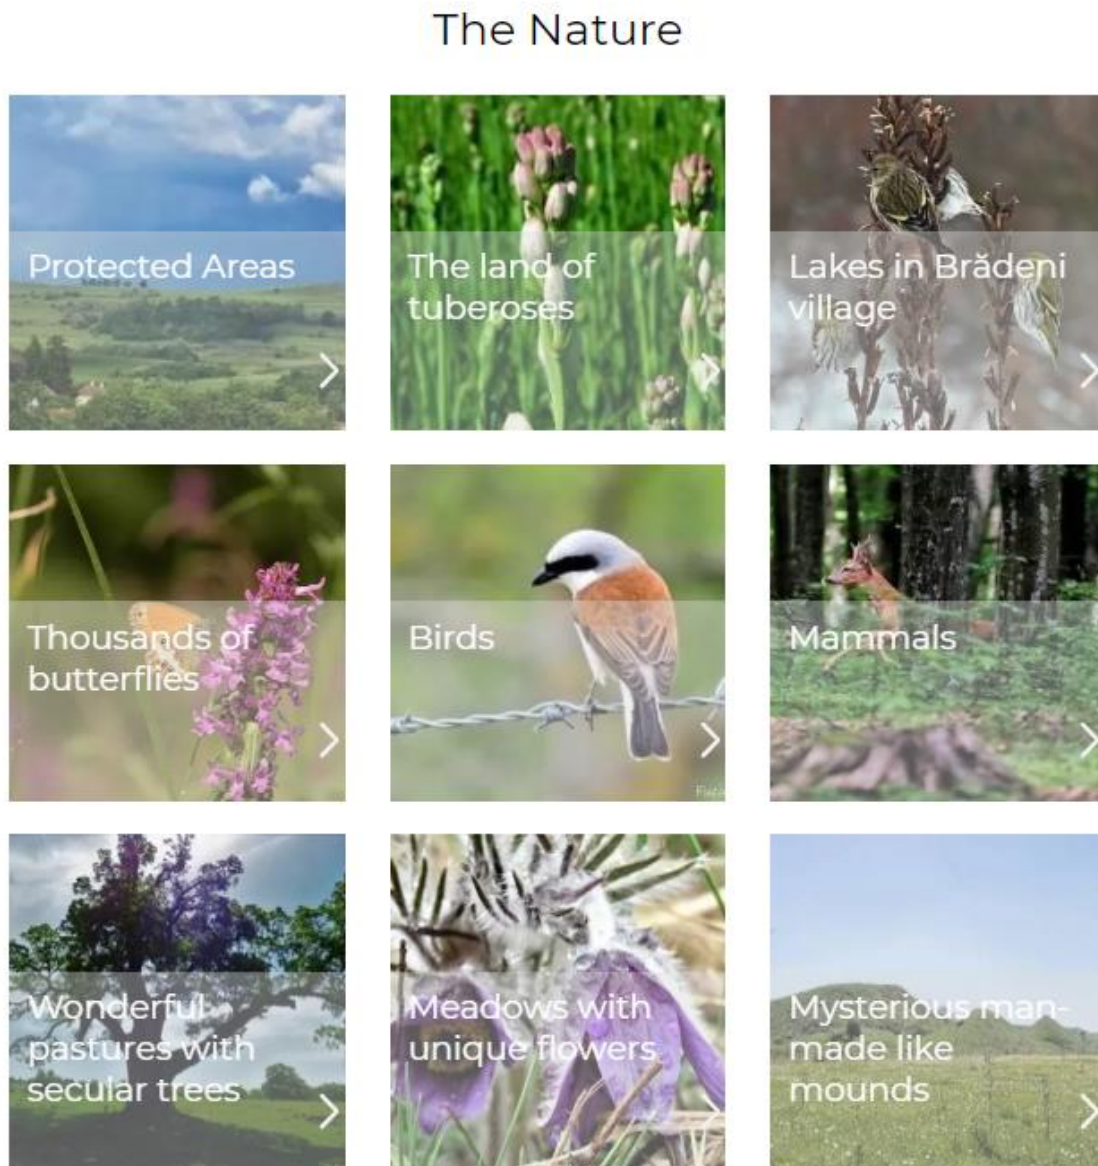 The Nature
Protected Areas
The land of
tuberoses
Lakes in Brădeni
village
Thousands of
butterflies
Birds
Mammals
Wonderful
pastures with
secular trees
Meadows with
unique flowers
Mysterious man-
made like
mounds